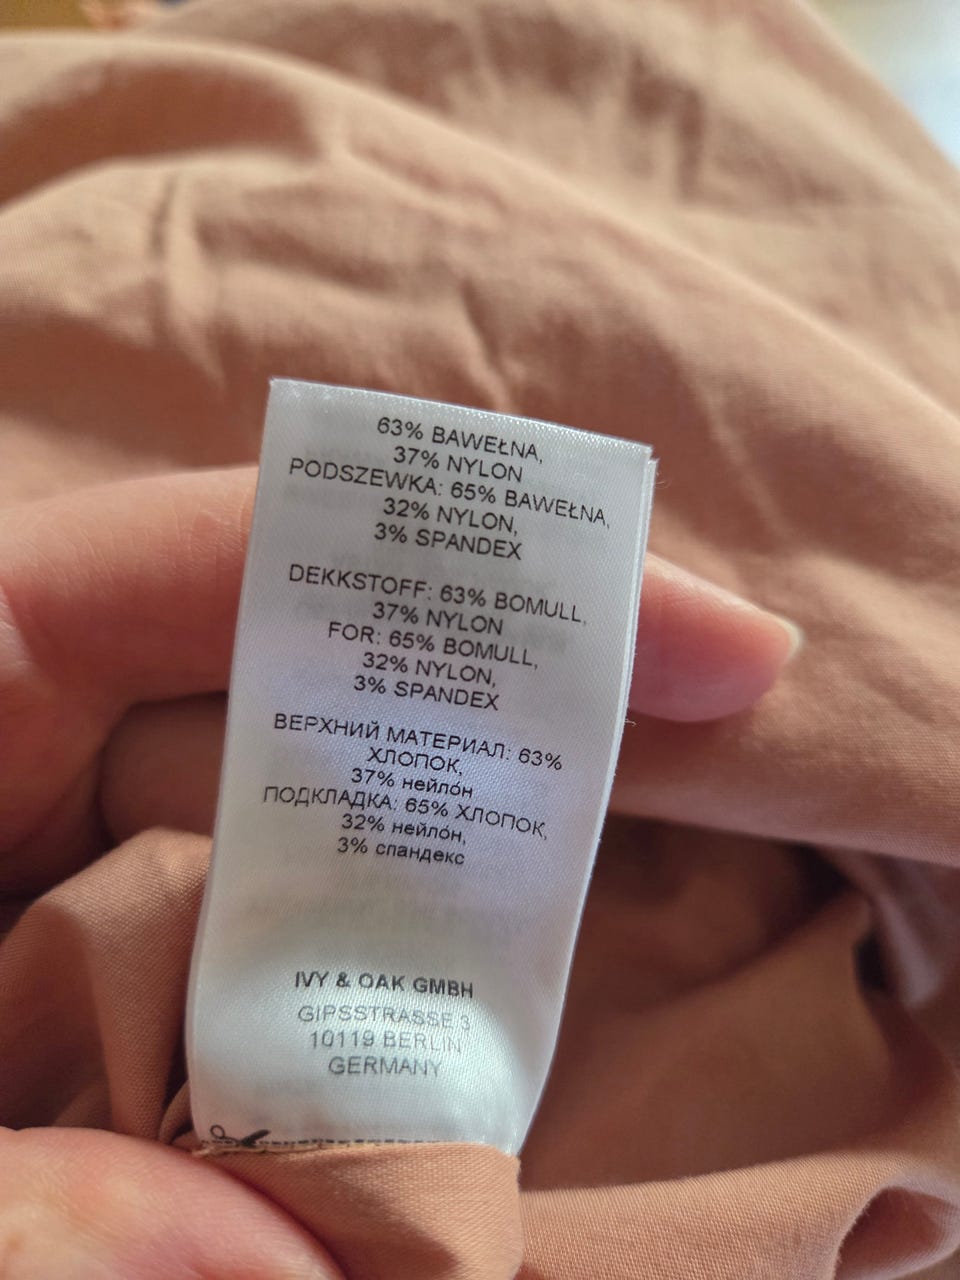 63% BAWEŁNA,
37% NYLON
PODSZEWKA: 65% BAWEŁNA,
32% NYLON,
3% SPANDEX
DEKKSTOFF: 63% BOMULL,
37% NYLON
FOR: 65% BOMULL,
32% NYLON,
3% SPANDEX
ВЕРХНИЙ МАТЕРИАЛ: 63%
ХЛОПОК,
37% нейло́н
ПОДКЛАДКА: 65% ХЛОПОК,
32% нейло́н,
3% спандекс
IVY & OAK GMBH
GIPSSTRASSE 3
10119 BERLIN
GERMANY